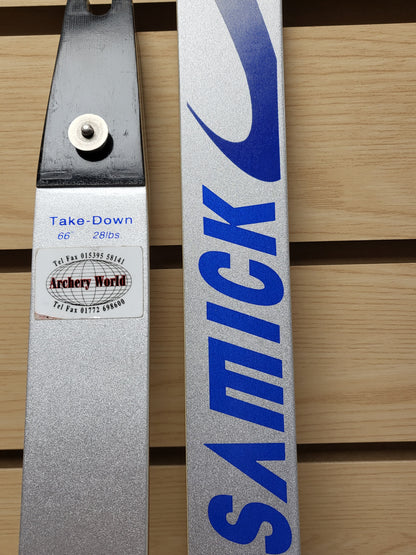 Take-Down
66" 28lbs.
Tel Fax 015395 58141
Archery World
Tel Fax 01772 698600
SAMICK